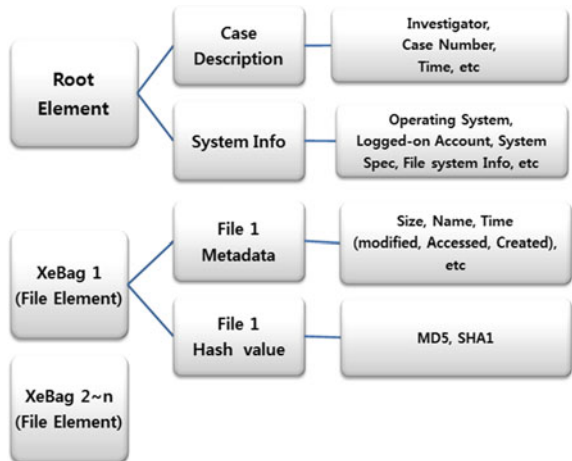 Root
Element
Case
Description
Investigator,
Case Number,
Time, etc
System Info
Operating System,
Logged-on Account, System
Spec, File system Info, etc
XeBag 1
(File Element)
File 1
Metadata
Size, Name, Time
(modified, Accessed, Created),
etc
File 1
Hash value
MD5, SHA1
XeBag 2~n
(File Element)